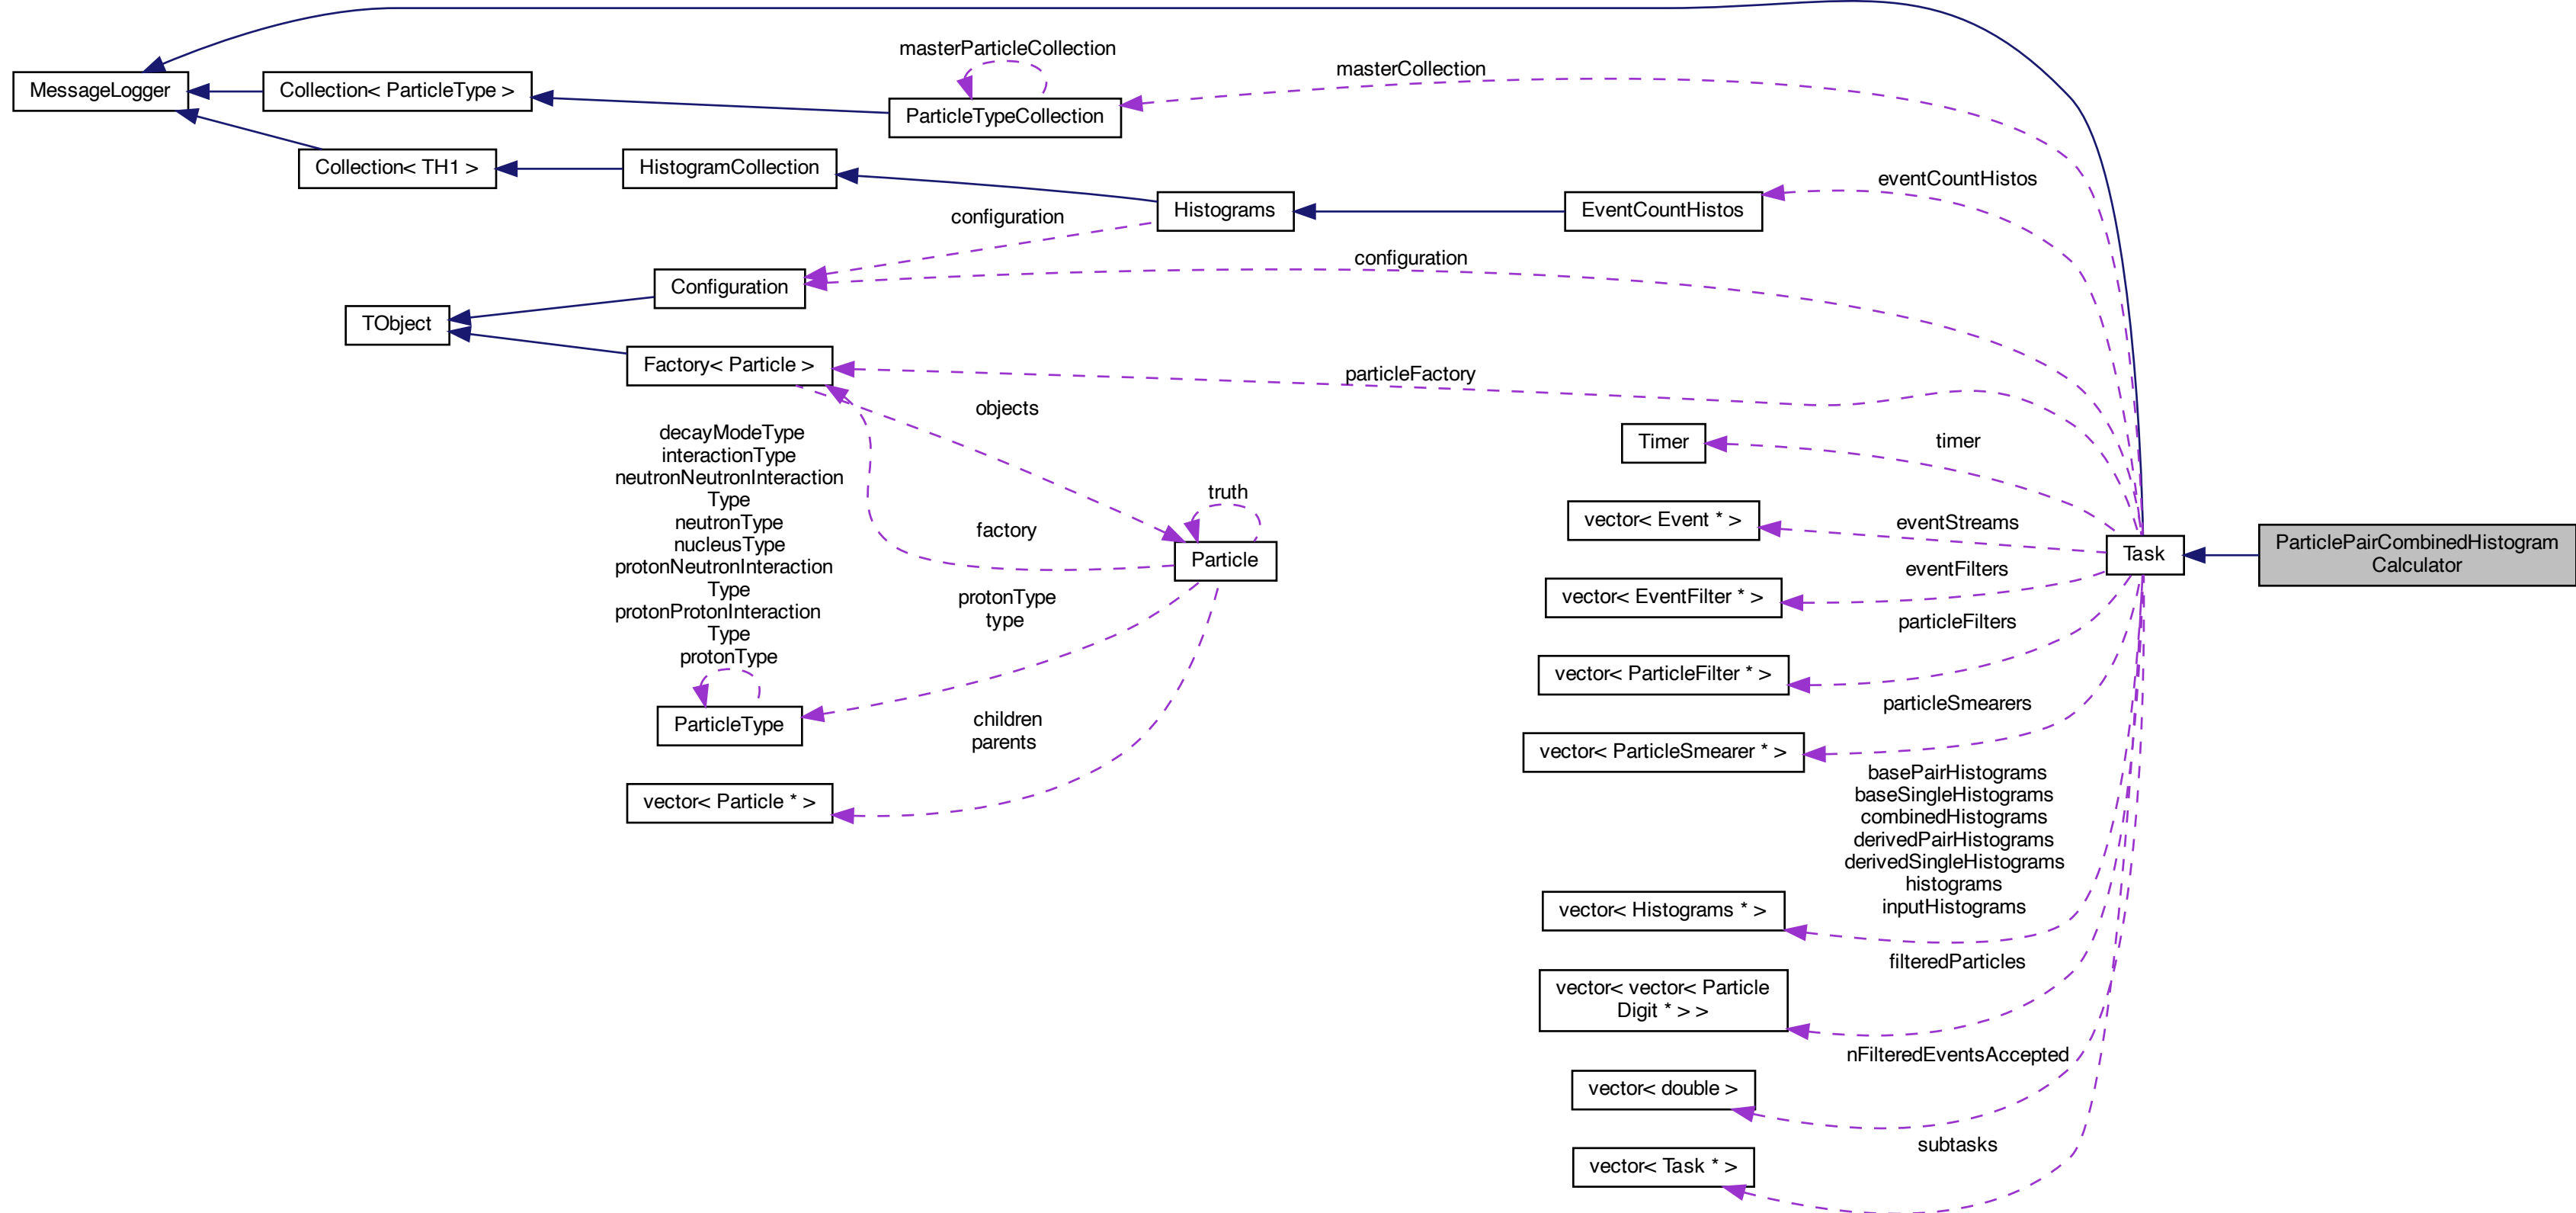 masterParticleCollection
masterCollection
MessageLogger
Collection< ParticleType >
ParticleTypeCollection
Collection< TH1 >
HistogramCollection
eventCountHistos
Histograms
EventCountHistos
configuration
configuration
Configuration
TObject
Factory< Particle >
particleFactory
objects
decayModeType
interactionType
neutronNeutronInteraction
Type
neutronType
nucleusType
protonNeutronInteraction
Type
protonProtonInteraction
Type
protonType
truth
factory
Particle
protonType
type
ParticleType
children
parents
vector< Particle * >
Timer
timer
vector< Event * >
eventStreams
Task
ParticlePairCombinedHistogram
Calculator
eventFilters
vector< EventFilter * >
particleFilters
vector< ParticleFilter * >
particleSmearers
vector< ParticleSmearer * >
basePairHistograms
baseSingleHistograms
combinedHistograms
derivedPairHistograms
derivedSingleHistograms
histograms
inputHistograms
vector< Histograms * >
filteredParticles
vector< vector< Particle
Digit * > >
nFilteredEventsAccepted
vector< double >
subtasks
vector< Task * >